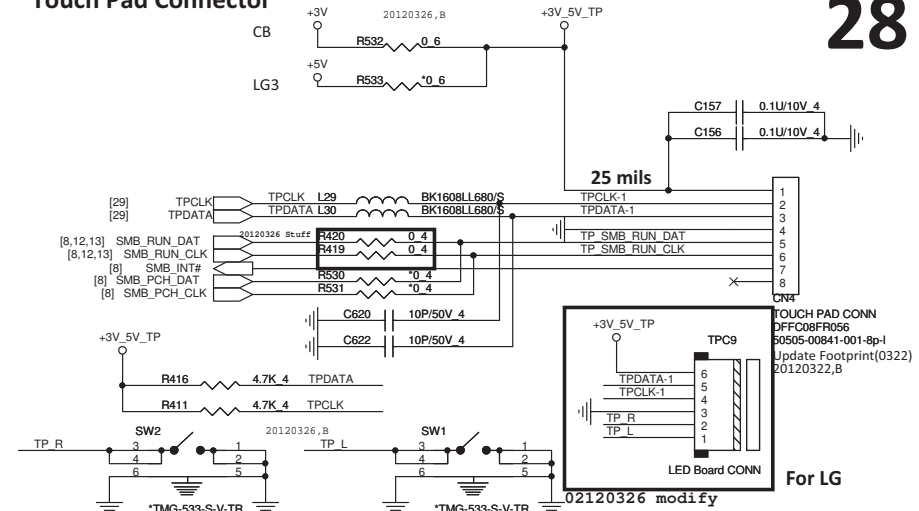 Touch Pad Connector
28
+3V
20120326,B
+3V_5V_TP
CB
R532
0_6
+5V
LG3
R533
*0_6
C157
0.1U/10V_4
C156
0.1U/10V_4
25 mils
[29]
TPCLK
TPCLK
L29
BK1608LL680/S
TPCLK-1
[29]
TPDATA
TPDATA
L30
BK1608LL680/S
TPDATA-1
1
2
3
4
5
6
7
8
[8,12,13]
SMB_RUN_DAT
20120326 Stuff
R420
0_4
TP_SMB_RUN_DAT
[8,12,13]
SMB_RUN_CLK
R419
0_4
TP_SMB_RUN_CLK
[8]
SMB_INT#
[8]
SMB_PCH_DAT
R530
*0_4
[8]
SMB_PCH_CLK
R531
*0_4
CN4
TOUCH PAD CONN
DFFC08FR056
50505-00841-001-8p-l
Update Footprint(0322)
20120322,B
C620
10P/50V_4
C622
10P/50V_4
+3V_5V_TP
R416
4.7K_4
TPDATA
R411
4.7K_4
TPCLK
+3V_5V_TP
TPC9
TPDATA-1
TPCLK-1
TP_R
TP_L
6
5
4
3
2
1
LED Board CONN
For LG
02120326 modify
SW2
20120326,B
TP_R
3
4
6
1
2
5
*TMG-533-S-V-TR
SW1
TP_L
3
4
6
1
2
5
*TMG-533-S-V-TR